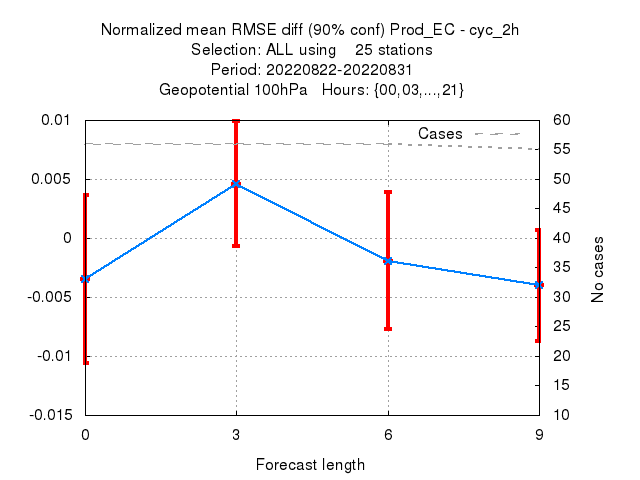 Normalized mean RMSE diff (90% conf) Prod_EC - cyc_2h
Selection: ALL using    25 stations
Period: 20220822-20220831
Geopotential 100hPa   Hours: {00,03,...,21}
Cases
0.01
0.005
0
-0.005
-0.01
-0.015
60
55
50
45
40
35
30
25
20
15
10
No cases
0 3 6 9
Forecast length